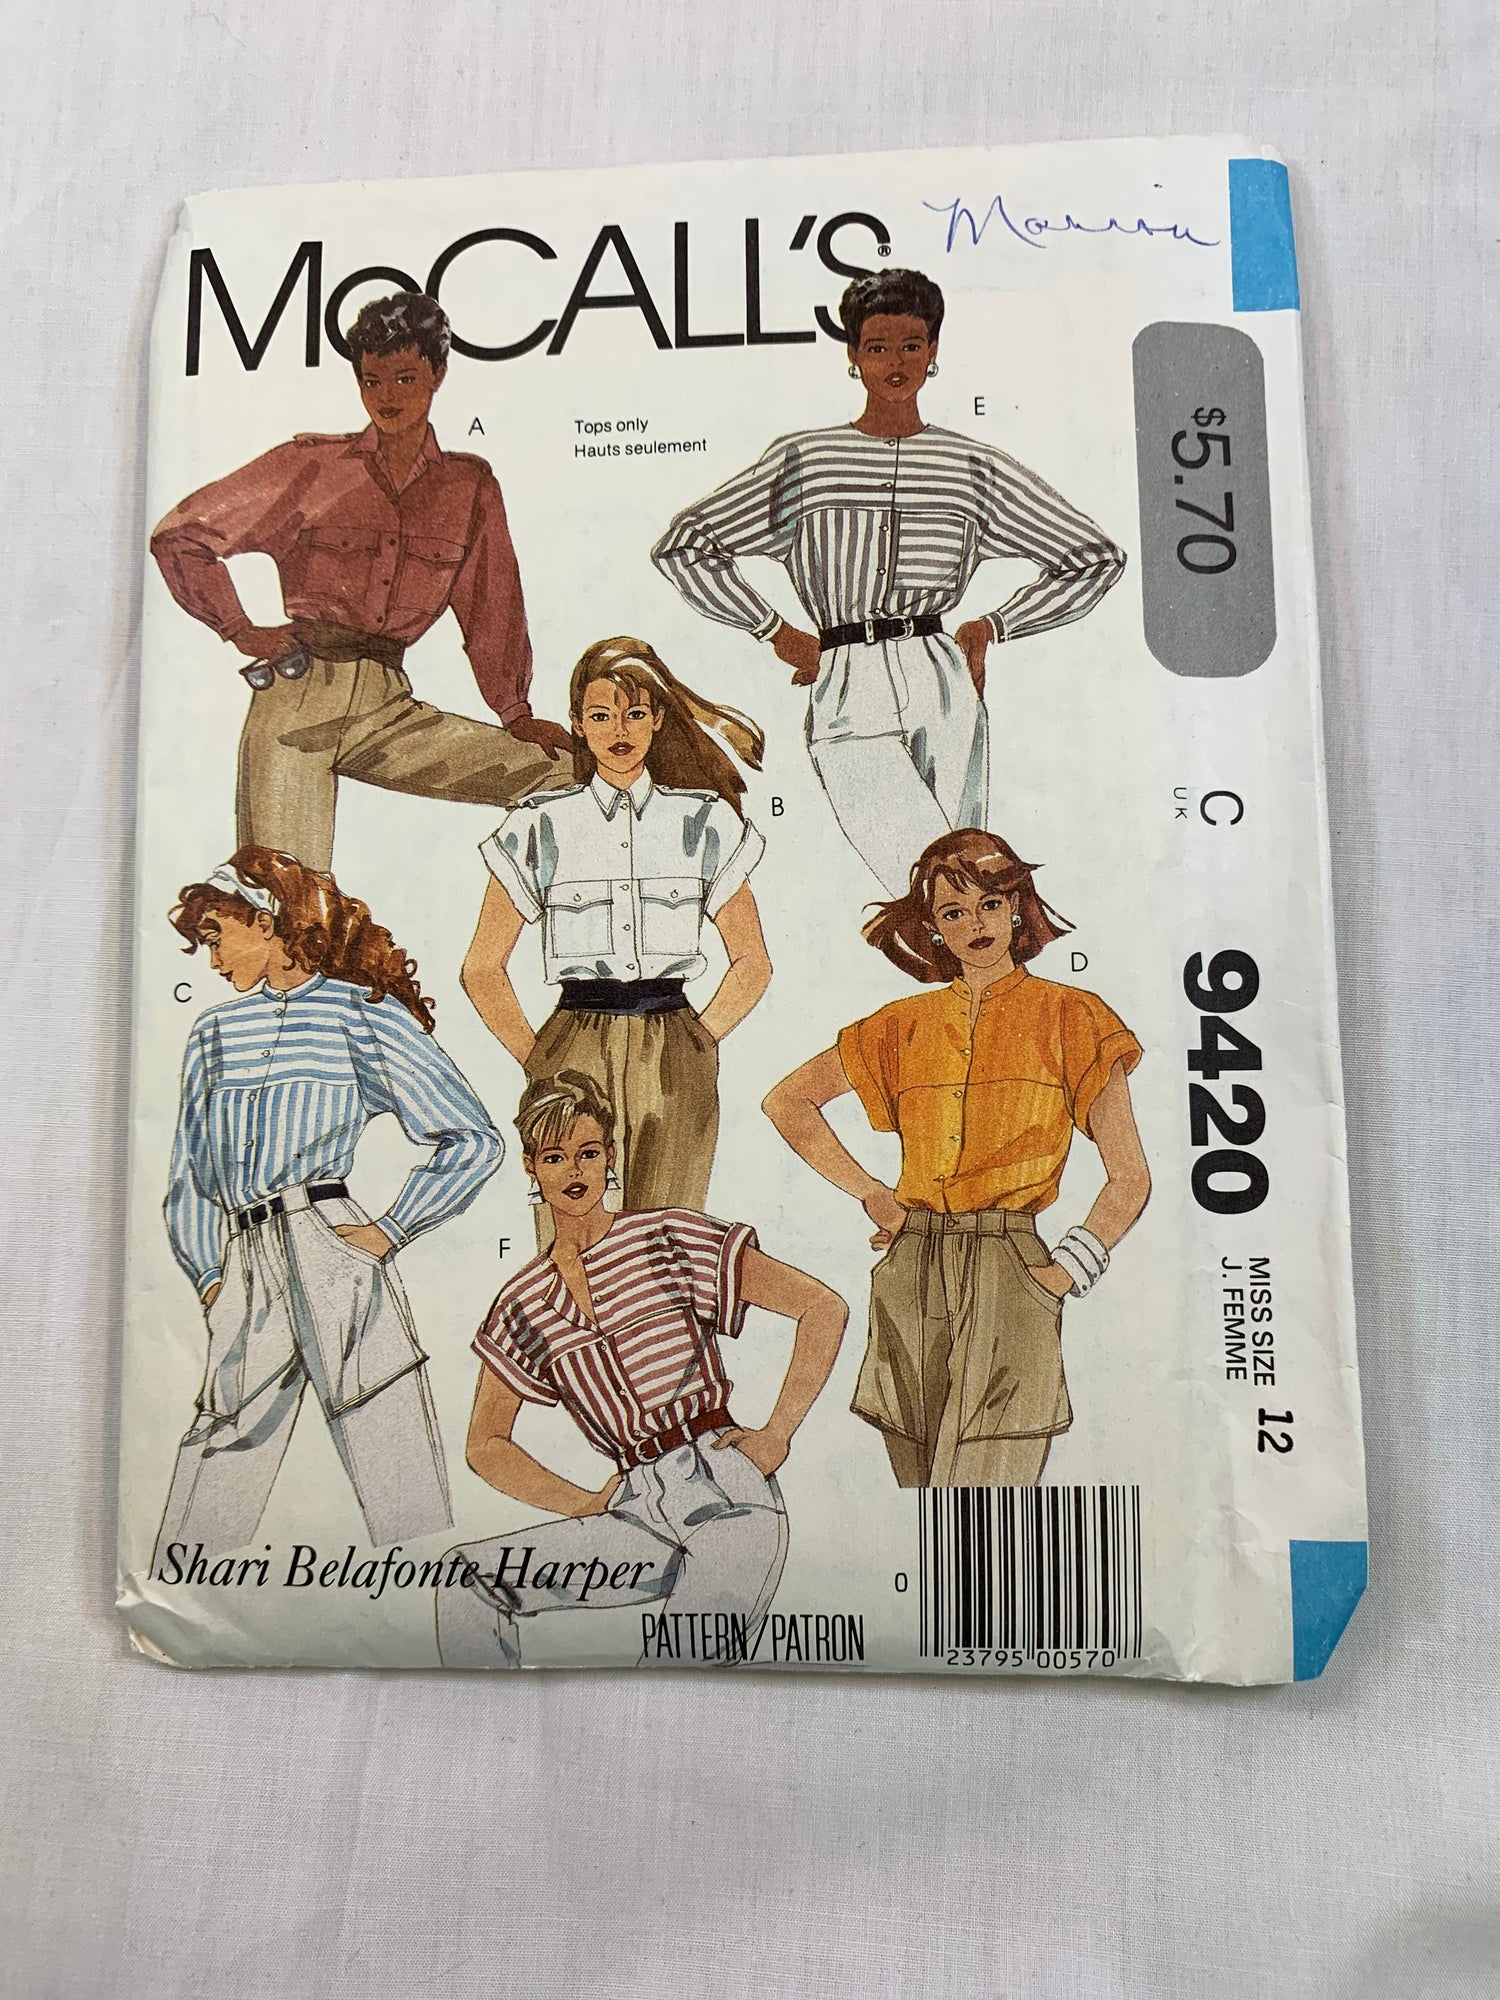 McCALL'S®
A
Tops only
Hauts seulement
E
B
C
D
F
Shari Belafonte-Harper
PATTERN/PATRON
0
23795 00570
$5.70
C
UK
9420
MISS SIZE 12
J. FEMME